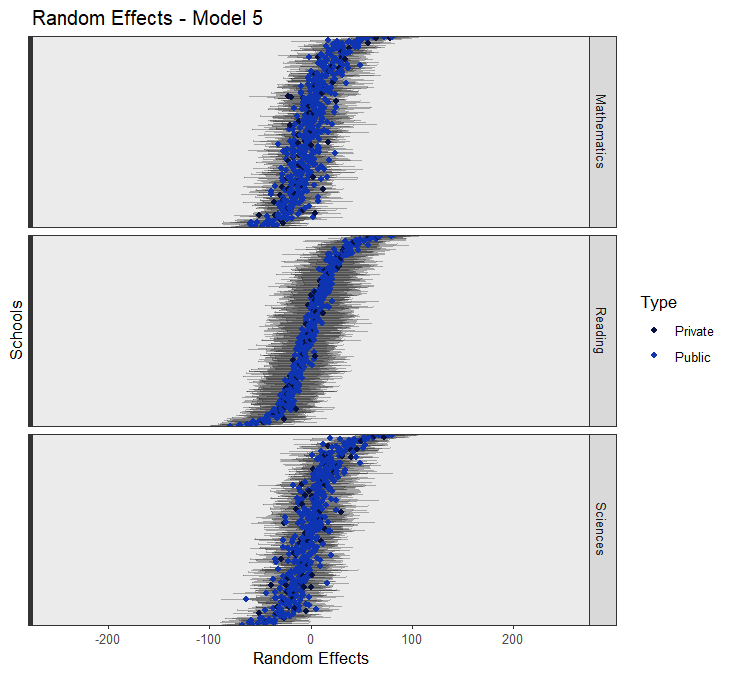 Random Effects - Model 5
Mathematics
Reading
Sciences
Schools
-200 -100 0 100 200
Random Effects
Type
Private
Public